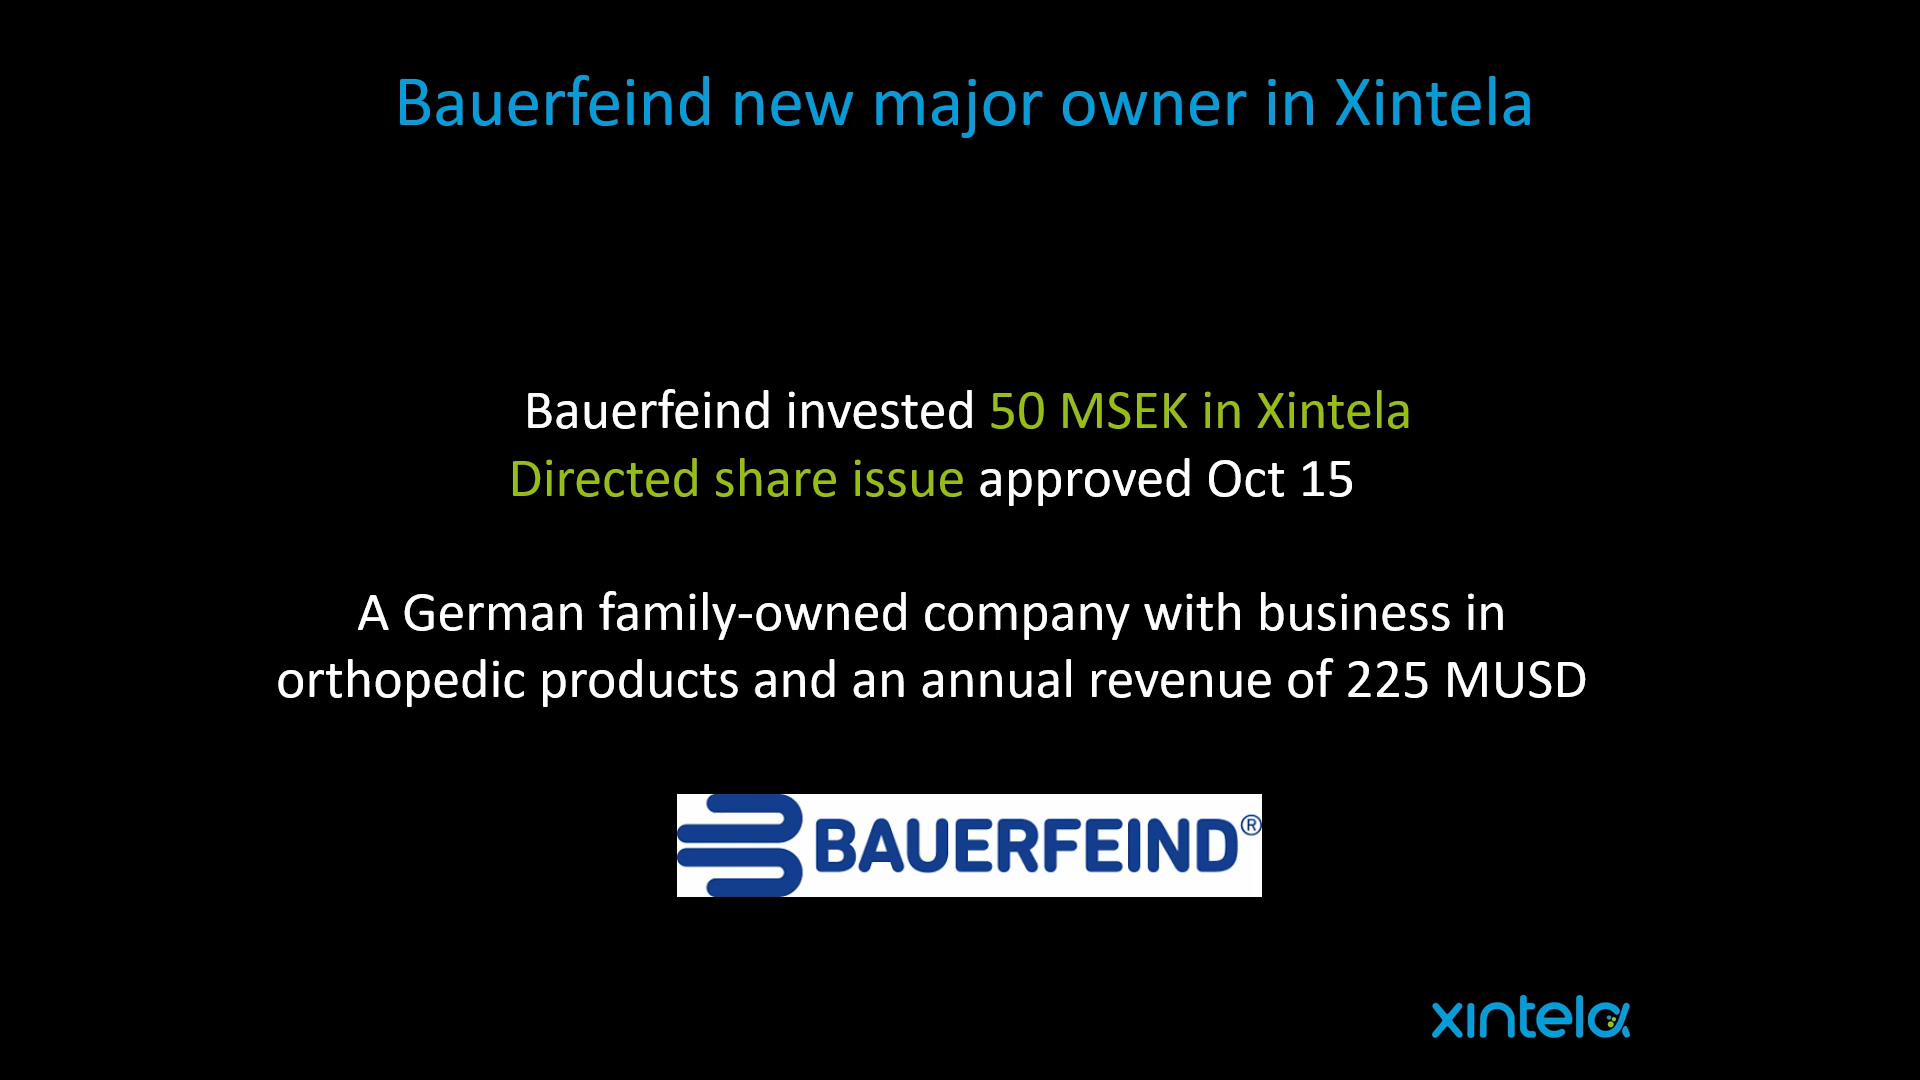 Bauerfeind new major owner in Xintela
Bauerfeind invested 50 MSEK in Xintela
Directed share issue approved Oct 15
A German family-owned company with business in
orthopedic products and an annual revenue of 225 MUSD
BAUERFEIND®
xintela